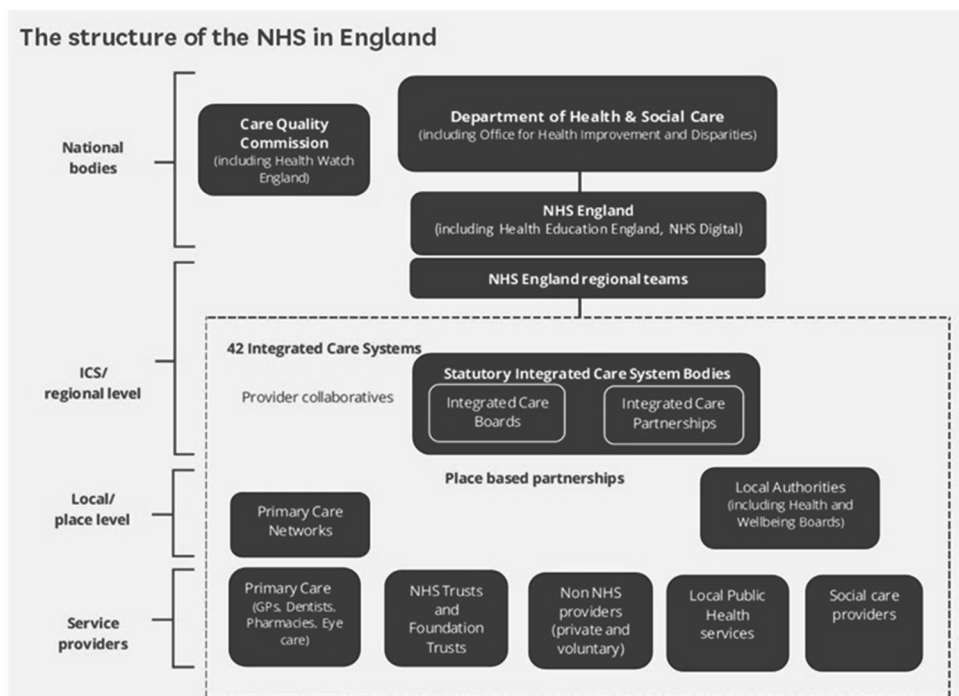 The structure of the NHS in England
National
bodies
Care Quality
Commission
(including Health Watch
England)
Department of Health & Social Care
(including Office for Health Improvement and Disparities)
NHS England
(including Health Education England, NHS Digital)
NHS England regional teams
ICS/
regional level
42 Integrated Care Systems
Provider collaboratives
Statutory Integrated Care System Bodies
Integrated Care
Boards
Integrated Care
Partnerships
Local/
place level
Place based partnerships
Primary Care
Networks
Local Authorities
(including Health and
Wellbeing Boards)
Service
providers
Primary Care
(GPs, Dentists,
Pharmacies, Eye
care)
NHS Trusts
and
Foundation
Trusts
Non NHS
providers
(private and
voluntary)
Local Public
Health
services
Social care
providers